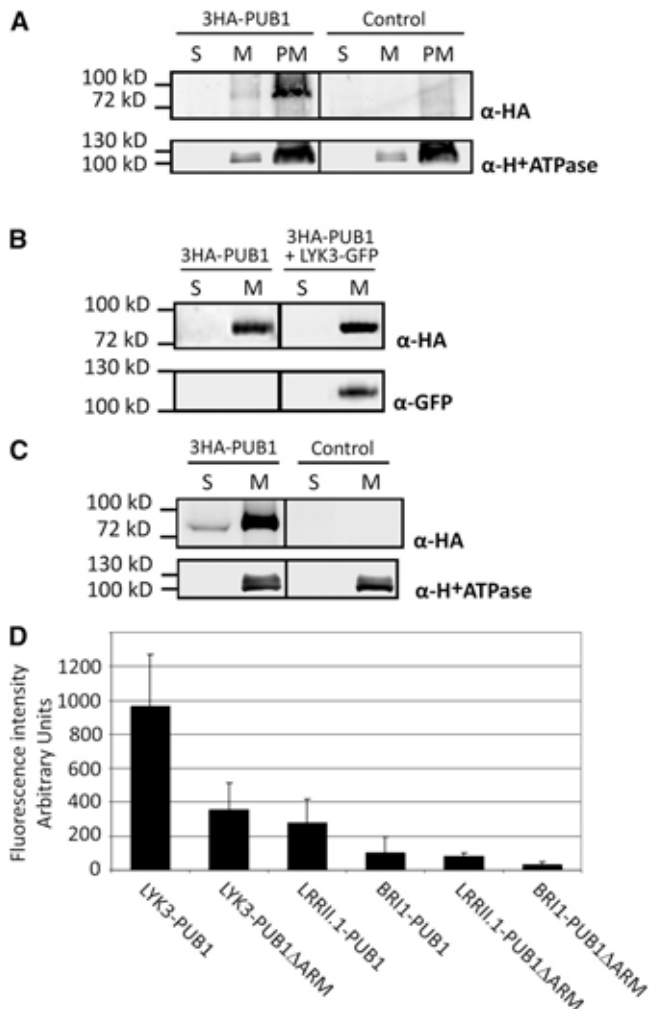 A
3HA-PUB1 Control
S M PM S M PM
100 kD
72 kD
α-HA
130 kD
100 kD
α-H+ATPase
B
3HA-PUB1
3HA-PUB1
+ LYK3-GFP
S M S M
100 kD
72 kD
α-HA
130 kD
100 kD
α-GFP
C
3HA-PUB1 Control
S M S M
100 kD
72 kD
α-HA
130 kD
100 kD
α-H+ATPase
D
Fluorescence intensity
Arbitrary Units
1200
1000
800
600
400
200
0
LYK3-PUB1
LYK3-PUB1ΔARM
LRRII.1-PUB1
BRI1-PUB1
LRRII.1-PUB1ΔARM
BRI1-PUB1ΔARM